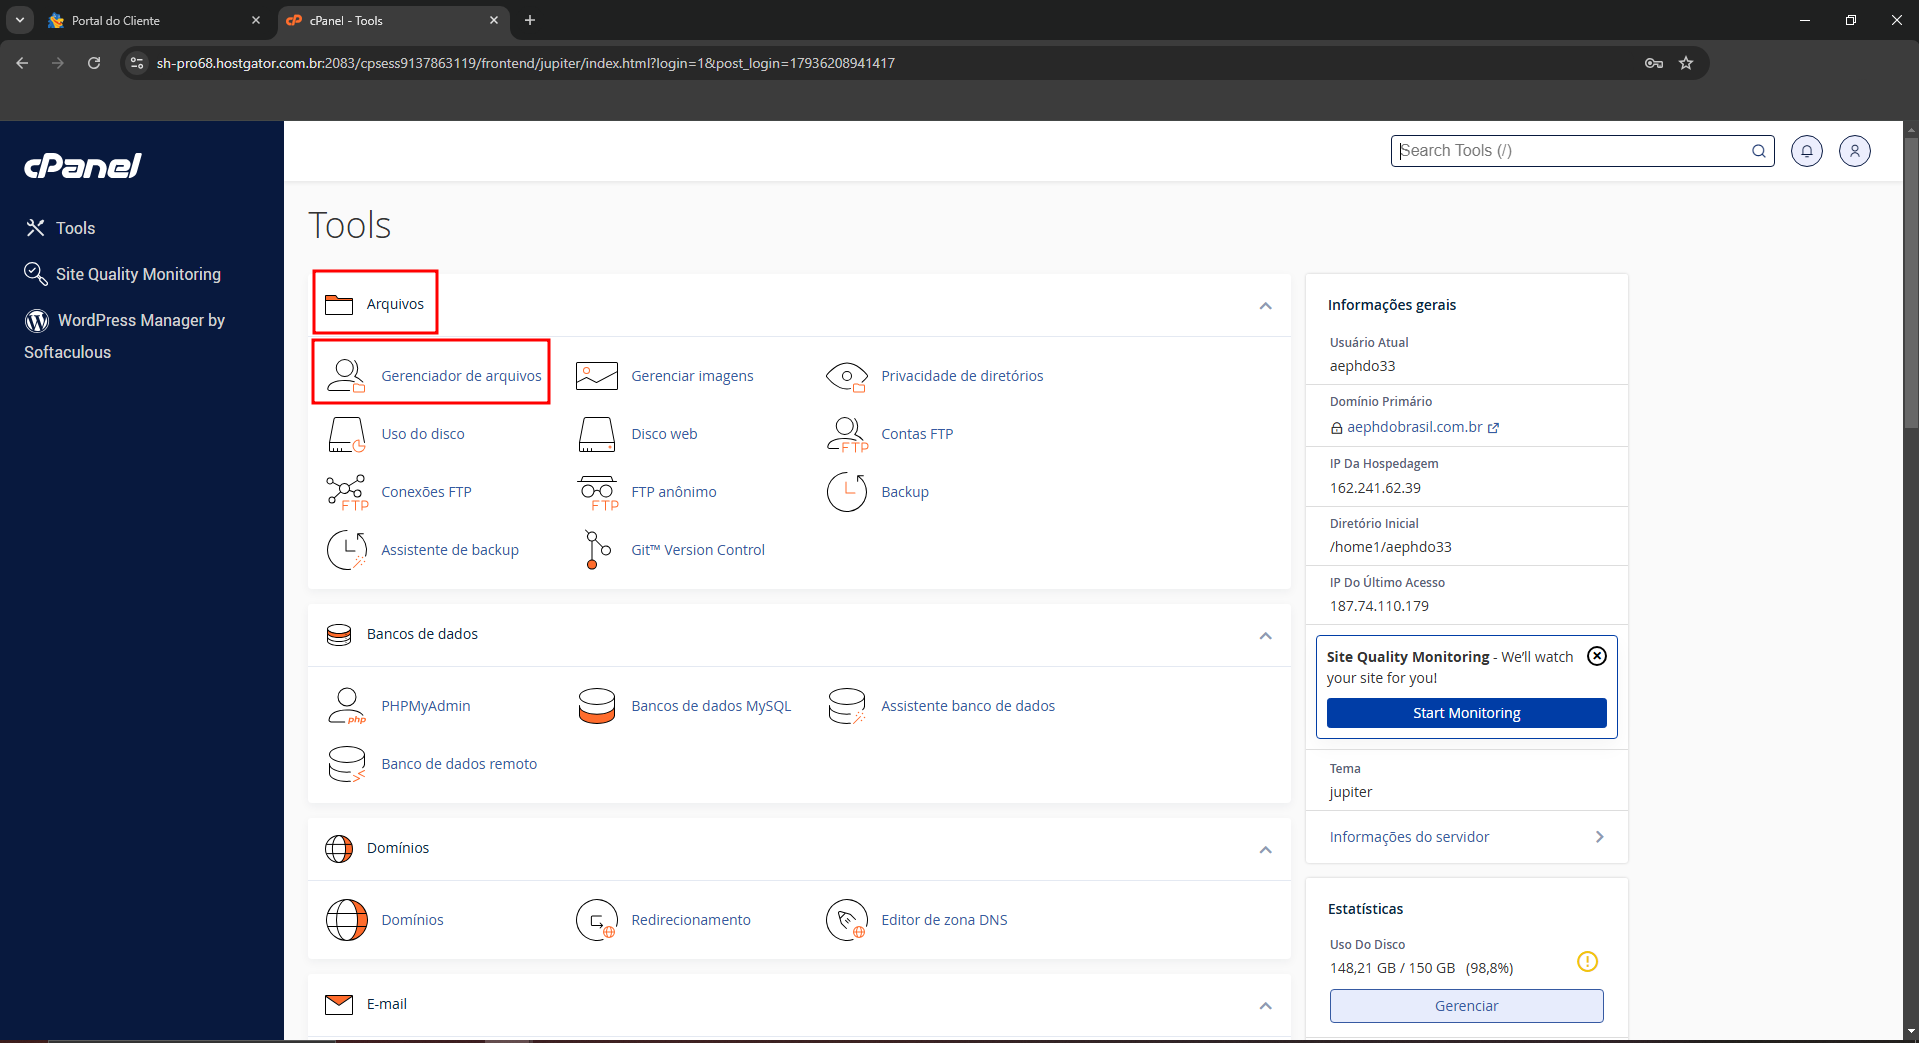 Portal do Cliente
cPanel - Tools
sh-pro68.hostgator.com.br:2083/cpsess9137863119/frontend/jupiter/index.html?login=1&post_login=17936208941417
cPanel
Tools
Site Quality Monitoring
WordPress Manager by
Softaculous
Search Tools (/)
Tools
Arquivos
Gerenciador de arquivos
Gerenciar imagens
Privacidade de diretórios
Uso do disco
Disco web
Contas FTP
Conexões FTP
FTP anônimo
Backup
Assistente de backup
Git™ Version Control
Bancos de dados
PHPMyAdmin
Bancos de dados MySQL
Assistente banco de dados
Banco de dados remoto
Domínios
Domínios
Redirecionamento
Editor de zona DNS
E-mail
Informações gerais
Usuário Atual
aephdo33
Domínio Primário
aephdobrasil.com.br
IP Da Hospedagem
162.241.62.39
Diretório Inicial
/home1/aephdo33
IP Do Último Acesso
187.74.110.179
Site Quality Monitoring - We'll watch
your site for you!
Start Monitoring
Tema
jupiter
Informações do servidor
Estatísticas
Uso Do Disco
148,21 GB / 150 GB (98,8%)
Gerenciar